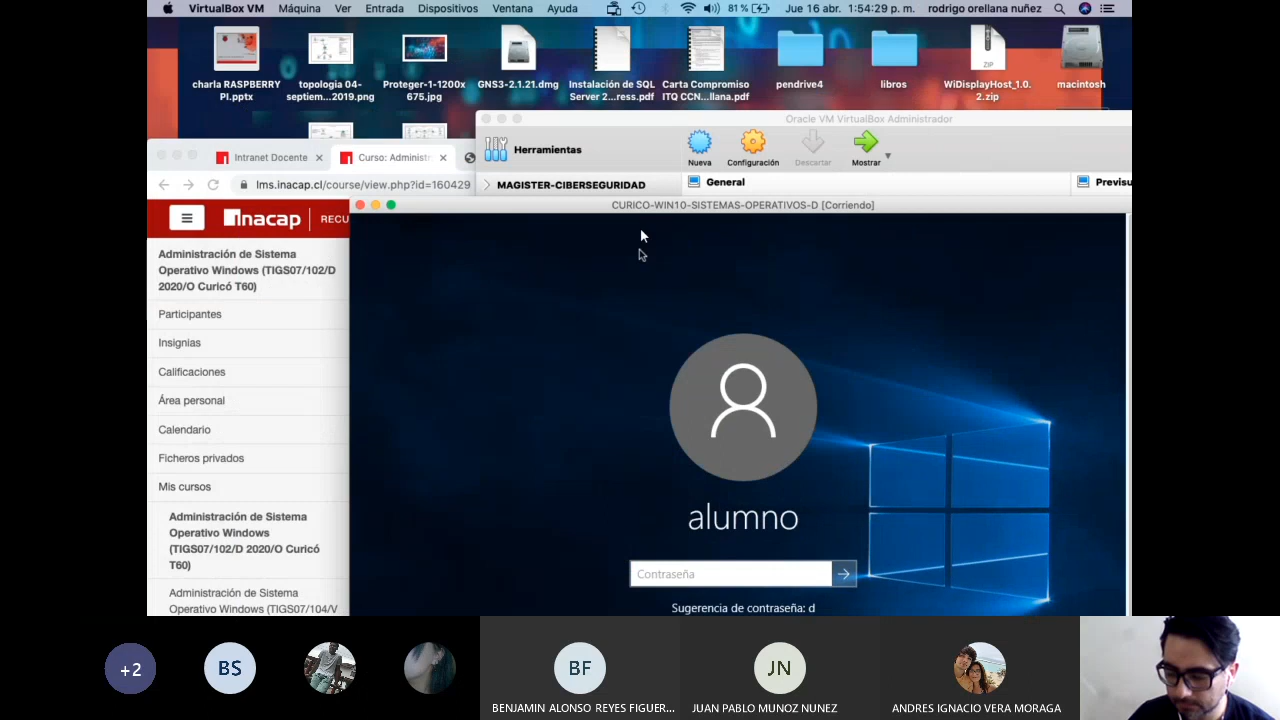 VirtualBox VM Máquina Ver Entrada Dispositivos Ventana Ayuda 81 % Jue 16 abr. 1:54:29 p. m. rodrigo orellana nuñez
charla RASPBERRY PI.pptx
topologia 04-septiem...2019.png
Proteger-1-1200x675.jpg
GNS3-2.1.21.dmg
Instalación de SQL Server 2...ress.pdf
Carta Compromiso ITQ CCN...llana.pdf
pendrive4
libros
ZIP
WiDisplayHost_1.0.2.zip
macintosh
Oracle VM VirtualBox Administrador
Herramientas
Nueva
Configuración
Descartar
Mostrar
MAGISTER-CIBERSEGURIDAD
General
Previsu
Intranet Docente
Curso: Administr
lms.inacap.cl/course/view.php?id=160429
CURICO-WIN10-SISTEMAS-OPERATIVOS-D [Corriendo]
Inacap
RECU
Administración de Sistema
Operativo Windows (TIGS07/102/D
2020/O Curicó T60)
Participantes
Insignias
Calificaciones
Área personal
Calendario
Ficheros privados
Mis cursos
Administración de Sistema
Operativo Windows
(TIGS07/102/D 2020/O Curicó
T60)
Administración de Sistema
Operativo Windows (TIGS07/104/V
alumno
Contraseña
Sugerencia de contraseña: d
+2
BS
BF
BENJAMIN ALONSO REYES FIGUER...
JN
JUAN PABLO MUNOZ NUNEZ
ANDRES IGNACIO VERA MORAGA